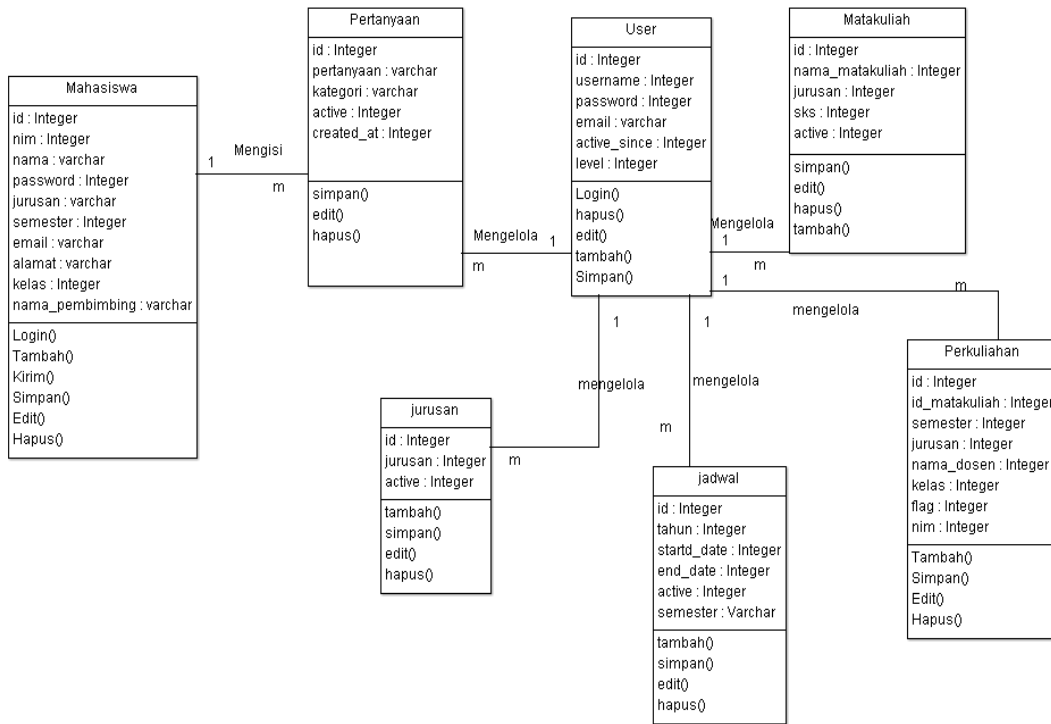 Mahasiswa
id : Integer
nim : Integer
nama : varchar
password : Integer
jurusan : varchar
semester : Integer
email : varchar
alamat : varchar
kelas : Integer
nama_pembimbing : varchar
Login()
Tambah()
Kirim()
Simpan()
Edit()
Hapus()
1
Mengisi
m
Pertanyaan
id : Integer
pertanyaan : varchar
kategori : varchar
active : Integer
created_at : Integer
simpan()
edit()
hapus()
Mengelola
1
m
User
id : Integer
username : Integer
password : Integer
email : varchar
active_since : Integer
level : Integer
Login()
hapus()
edit()
tambah()
Simpan()
Mengelola
1
m
Matakuliah
id : Integer
nama_matakuliah : Integer
jurusan : Integer
sks : Integer
active : Integer
simpan()
edit()
hapus()
tambah()
1
m
mengelola
Perkuliahan
id : Integer
id_matakuliah : Integer
semester : Integer
jurusan : Integer
nama_dosen : Integer
kelas : Integer
flag : Integer
nim : Integer
Tambah()
Simpan()
Edit()
Hapus()
1
mengelola
m
jurusan
id : Integer
jurusan : Integer
active : Integer
tambah()
simpan()
edit()
hapus()
1
mengelola
m
jadwal
id : Integer
tahun : Integer
startd_date : Integer
end_date : Integer
active : Integer
semester : Varchar
tambah()
simpan()
edit()
hapus()